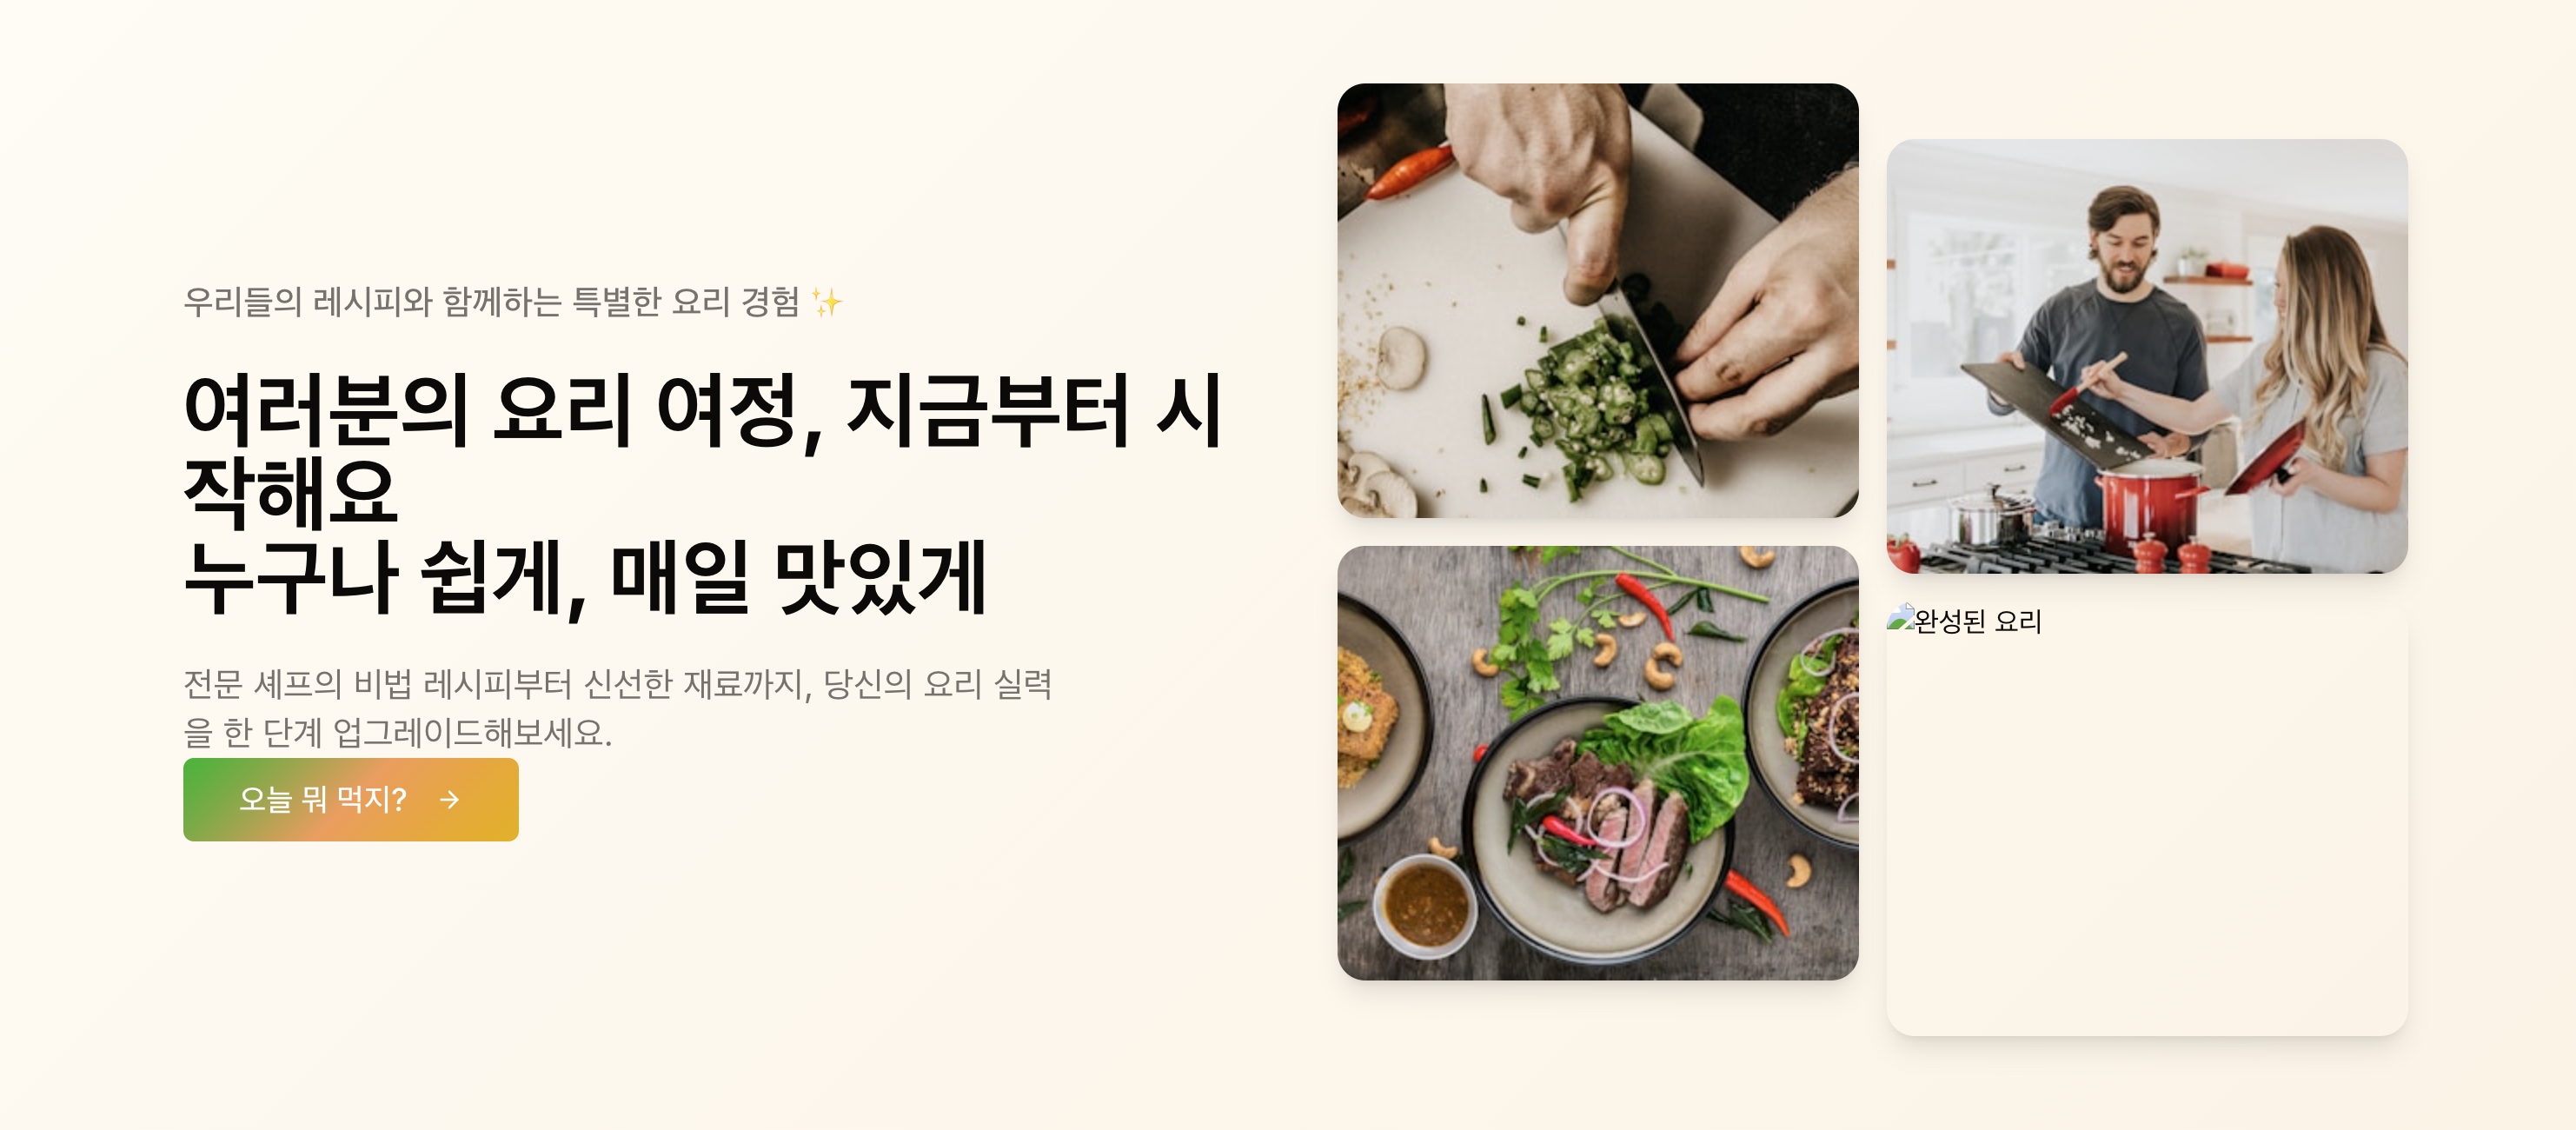 우리들의 레시피와 함께하는 특별한 요리 경험 ✨
여러분의 요리 여정, 지금부터 시
작해요
누구나 쉽게, 매일 맛있게
전문 셰프의 비법 레시피부터 신선한 재료까지, 당신의 요리 실력
을 한 단계 업그레이드해보세요.
오늘 뭐 먹지? →
완성된 요리